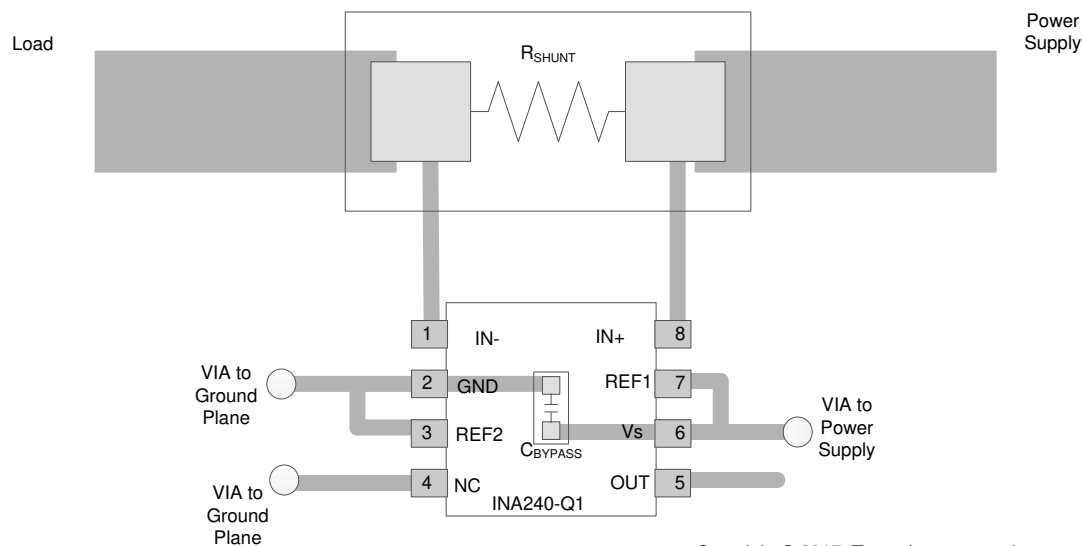 Load
Power
Supply
RSHUNT
1
IN-
IN+
8
VIA to
Ground
Plane
2
GND
REF1
7
3
REF2
CBYPASS
Vs
6
VIA to
Power
Supply
4
NC
OUT
5
VIA to
Ground
Plane
INA240-Q1